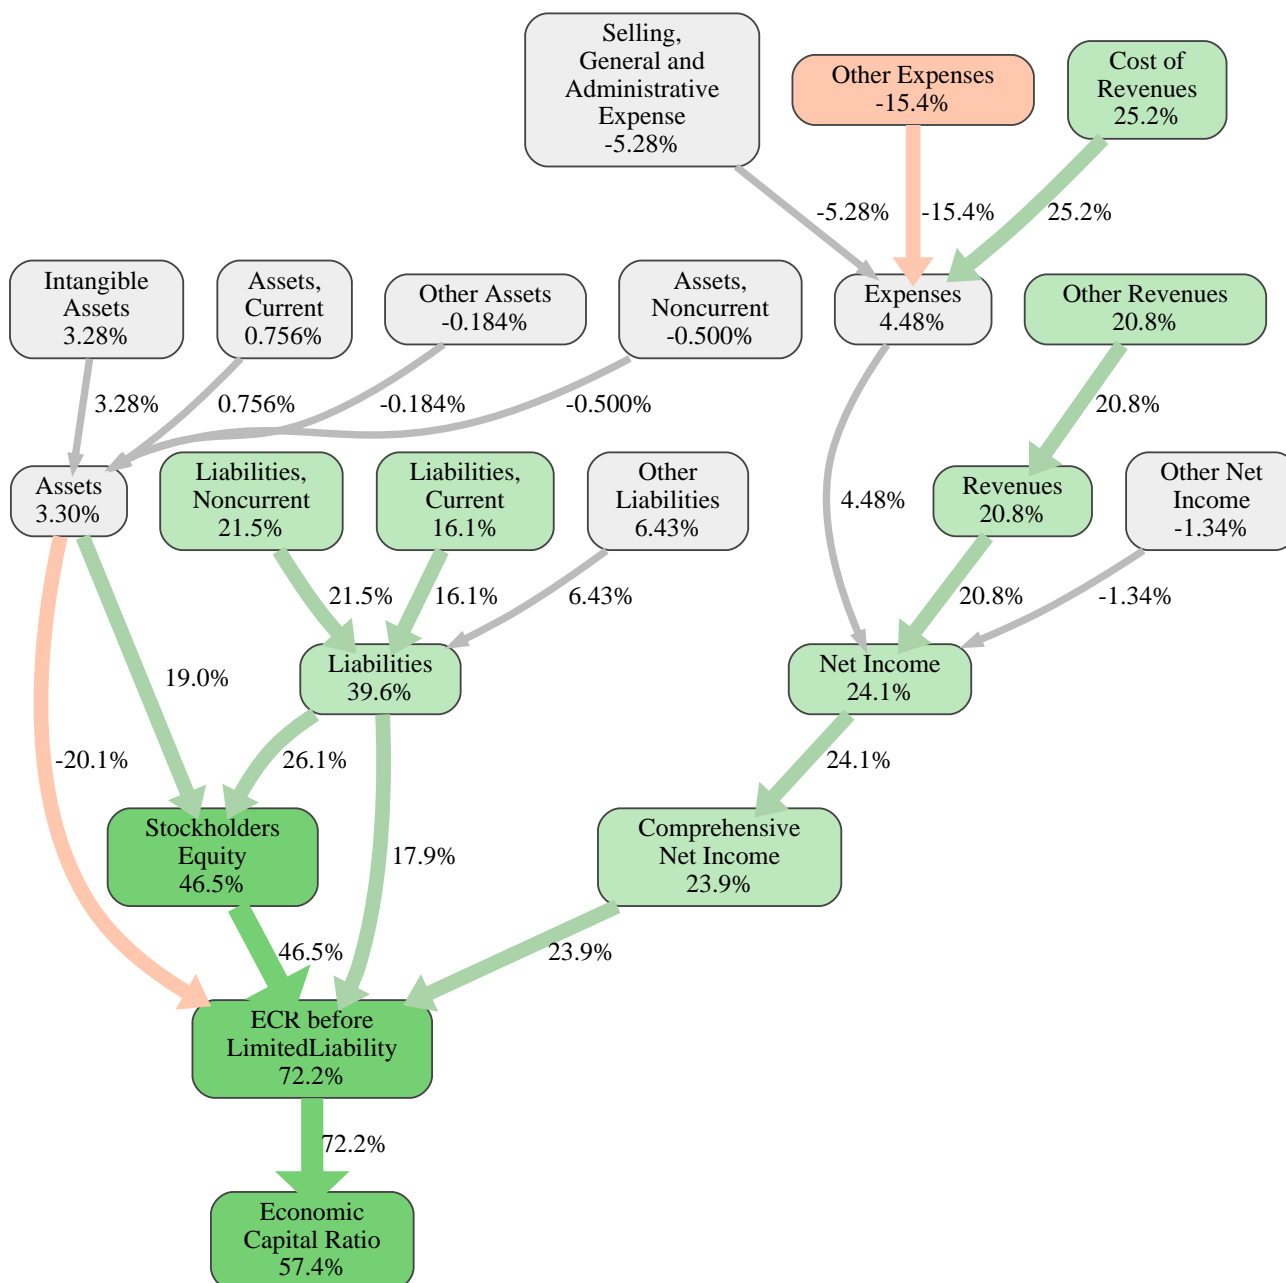 Selling,
General and
Administrative
Expense
-5.28%
Other Expenses
-15.4%
Cost of
Revenues
25.2%
-5.28%
-15.4%
25.2%
Intangible
Assets
3.28%
Assets,
Current
0.756%
Other Assets
-0.184%
Assets,
Noncurrent
-0.500%
Expenses
4.48%
Other Revenues
20.8%
3.28%
0.756%
-0.184%
-0.500%
20.8%
Assets
3.30%
Liabilities,
Noncurrent
21.5%
Liabilities,
Current
16.1%
Other
Liabilities
6.43%
4.48%
Revenues
20.8%
Other Net
Income
-1.34%
21.5%
16.1%
6.43%
20.8%
-1.34%
19.0%
Liabilities
39.6%
Net Income
24.1%
-20.1%
26.1%
24.1%
Stockholders
Equity
46.5%
17.9%
Comprehensive
Net Income
23.9%
46.5%
23.9%
ECR before
LimitedLiability
72.2%
72.2%
Economic
Capital Ratio
57.4%